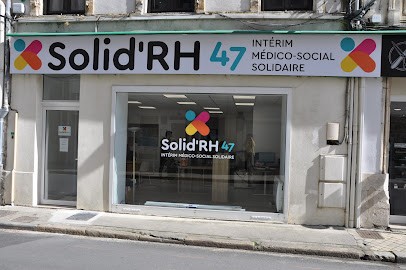 Solid'RH 47
INTÉRIM
MÉDICO-SOCIAL
SOLIDAIRE
Solid'RH 47
INTÉRIM MÉDICO-SOCIAL SOLIDAIRE